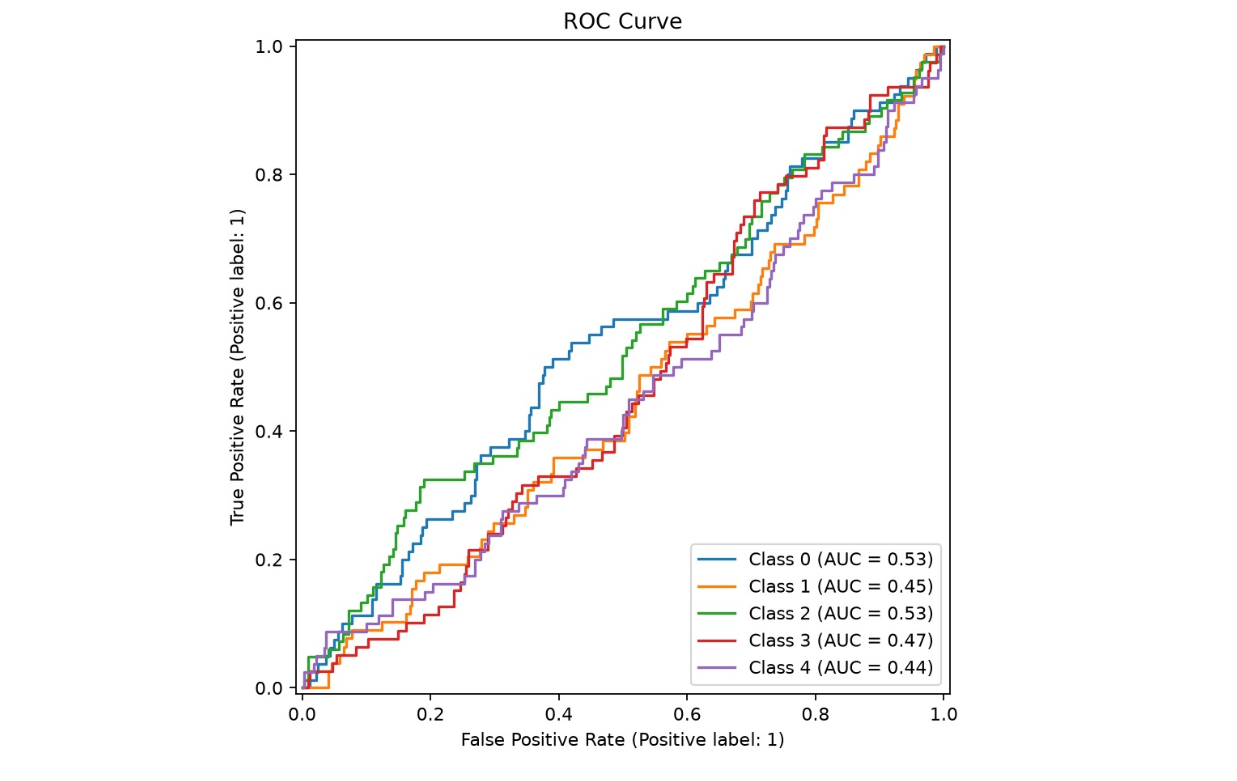 ROC Curve
True Positive Rate (Positive label: 1)
1.0
0.8
0.6
0.4
0.2
0.0
Class 0 (AUC = 0.53)
Class 1 (AUC = 0.45)
Class 2 (AUC = 0.53)
Class 3 (AUC = 0.47)
Class 4 (AUC = 0.44)
0.0 0.2 0.4 0.6 0.8 1.0
False Positive Rate (Positive label: 1)